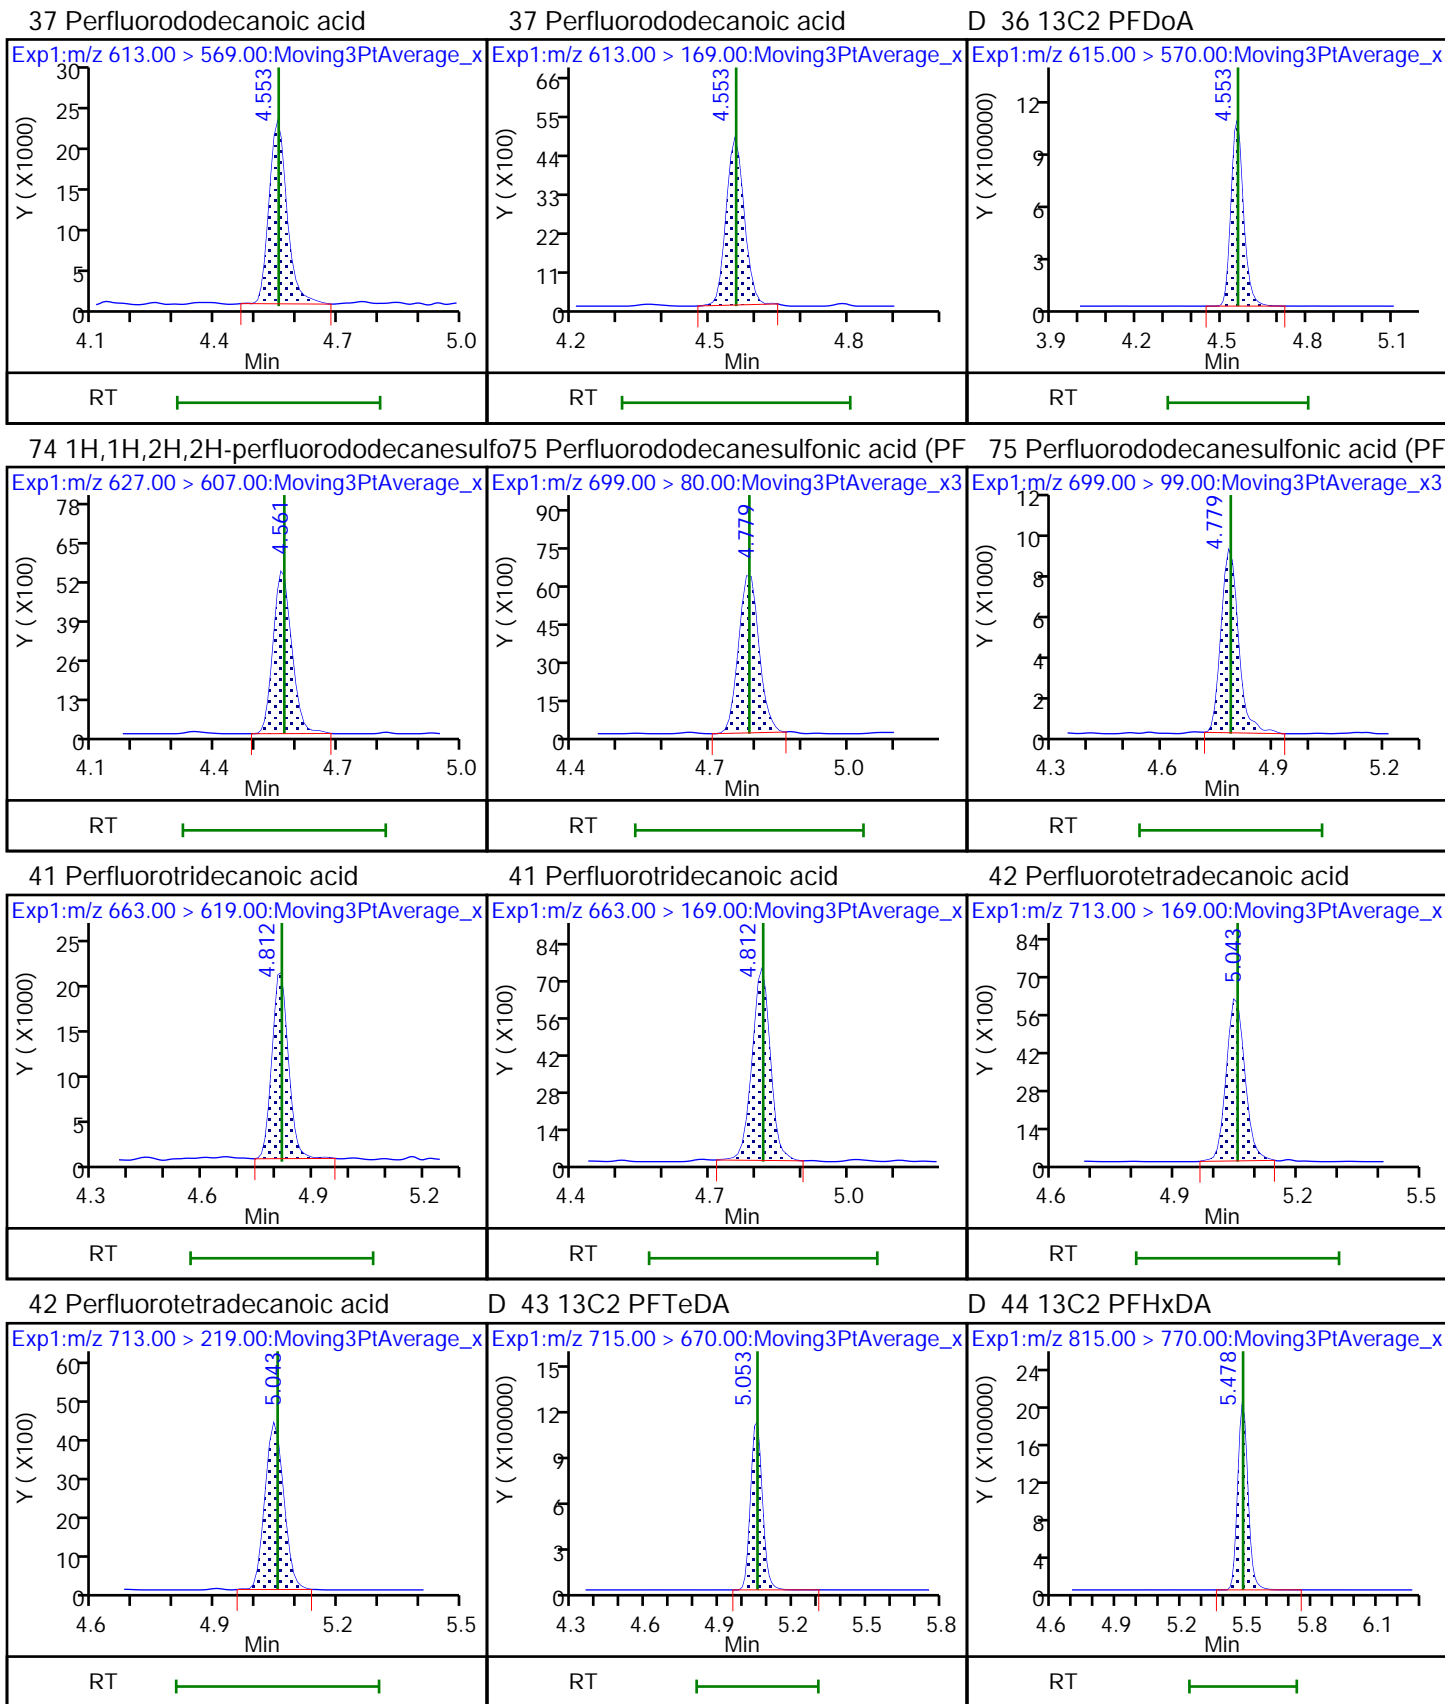 37 Perfluorododecanoic acid
Exp1:m/z 613.00 > 569.00:Moving3PtAverage_x
Y ( X1000)
30
25
20
15
10
5
0
4.553
4.1 4.4 4.7 5.0
Min
RT
37 Perfluorododecanoic acid
Exp1:m/z 613.00 > 169.00:Moving3PtAverage_x
Y ( X100)
66
55
44
33
22
11
0
4.553
4.2 4.5 4.8
Min
RT
D 36 13C2 PFDoA
Exp1:m/z 615.00 > 570.00:Moving3PtAverage_x
Y ( X100000)
12
9
6
3
0
4.553
3.9 4.2 4.5 4.8 5.1
Min
RT
74 1H,1H,2H,2H-perfluorododecanesulfo
Exp1:m/z 627.00 > 607.00:Moving3PtAverage_x
Y ( X100)
78
65
52
39
26
13
0
4.561
4.1 4.4 4.7 5.0
Min
RT
75 Perfluorododecanesulfonic acid (PF
Exp1:m/z 699.00 > 80.00:Moving3PtAverage_x3
Y ( X100)
90
75
60
45
30
15
0
4.779
4.4 4.7 5.0
Min
RT
75 Perfluorododecanesulfonic acid (PF
Exp1:m/z 699.00 > 99.00:Moving3PtAverage_x3
Y ( X1000)
12
10
8
6
4
2
0
4.779
4.3 4.6 4.9 5.2
Min
RT
41 Perfluorotridecanoic acid
Exp1:m/z 663.00 > 619.00:Moving3PtAverage_x
Y ( X1000)
25
20
15
10
5
0
4.812
4.3 4.6 4.9 5.2
Min
RT
41 Perfluorotridecanoic acid
Exp1:m/z 663.00 > 169.00:Moving3PtAverage_x
Y ( X100)
84
70
56
42
28
14
0
4.812
4.4 4.7 5.0
Min
RT
42 Perfluorotetradecanoic acid
Exp1:m/z 713.00 > 169.00:Moving3PtAverage_x
Y ( X100)
84
70
56
42
28
14
0
5.043
4.6 4.9 5.2 5.5
Min
RT
42 Perfluorotetradecanoic acid
Exp1:m/z 713.00 > 219.00:Moving3PtAverage_x
Y ( X100)
60
50
40
30
20
10
0
5.043
4.6 4.9 5.2 5.5
Min
RT
D 43 13C2 PFTeDA
Exp1:m/z 715.00 > 670.00:Moving3PtAverage_x
Y ( X100000)
15
12
9
6
3
0
5.053
4.3 4.6 4.9 5.2 5.5 5.8
Min
RT
D 44 13C2 PFHxDA
Exp1:m/z 815.00 > 770.00:Moving3PtAverage_x
Y ( X100000)
24
20
16
12
8
4
0
5.478
4.6 4.9 5.2 5.5 5.8 6.1
Min
RT